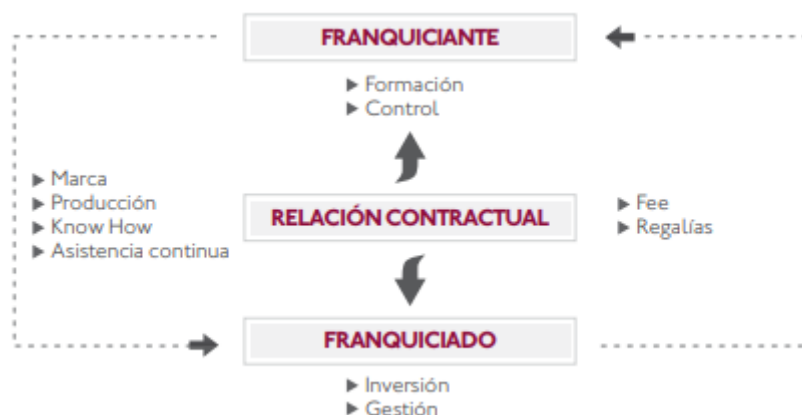 FRANQUICIANTE
▶ Formación
▶ Control
▶ Marca
▶ Producción
▶ Know How
▶ Asistencia continua
RELACIÓN CONTRACTUAL
▶ Fee
▶ Regalías
FRANQUICIADO
▶ Inversión
▶ Gestión